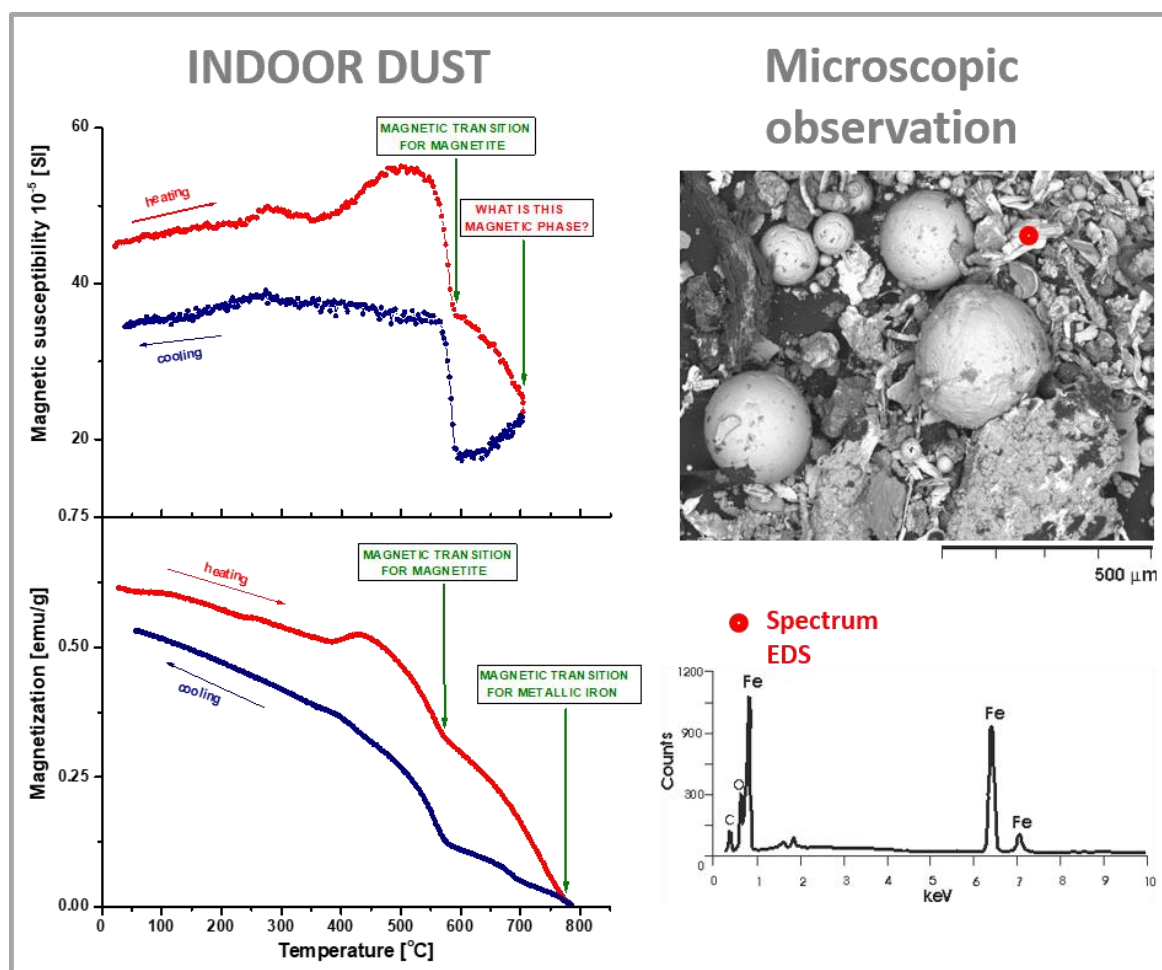 INDOOR DUST
Microscopic
observation
60
40
20
0.75
Magnetic susceptibility 10⁻⁵ [SI]
heating
cooling
MAGNETIC TRANSITION
FOR MAGNETITE
WHAT IS THIS
MAGNETIC PHASE?
500 μm
0.50
0.25
0.00
Magnetization [emu/g]
heating
cooling
MAGNETIC TRANSITION
FOR MAGNETITE
MAGNETIC TRANSITION
FOR METALLIC IRON
0 100 200 300 400 500 600 700 800
Temperature [°C]
Spectrum
EDS
1200
900
300
0
Counts
C
O
Fe
Fe
Fe
0 1 2 3 4 5 6 7 8 9 10
keV